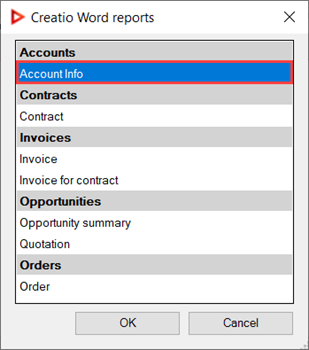 Creatio Word reports
Accounts
Account Info
Contracts
Contract
Invoices
Invoice
Invoice for contract
Opportunities
Opportunity summary
Quotation
Orders
Order
OK Cancel